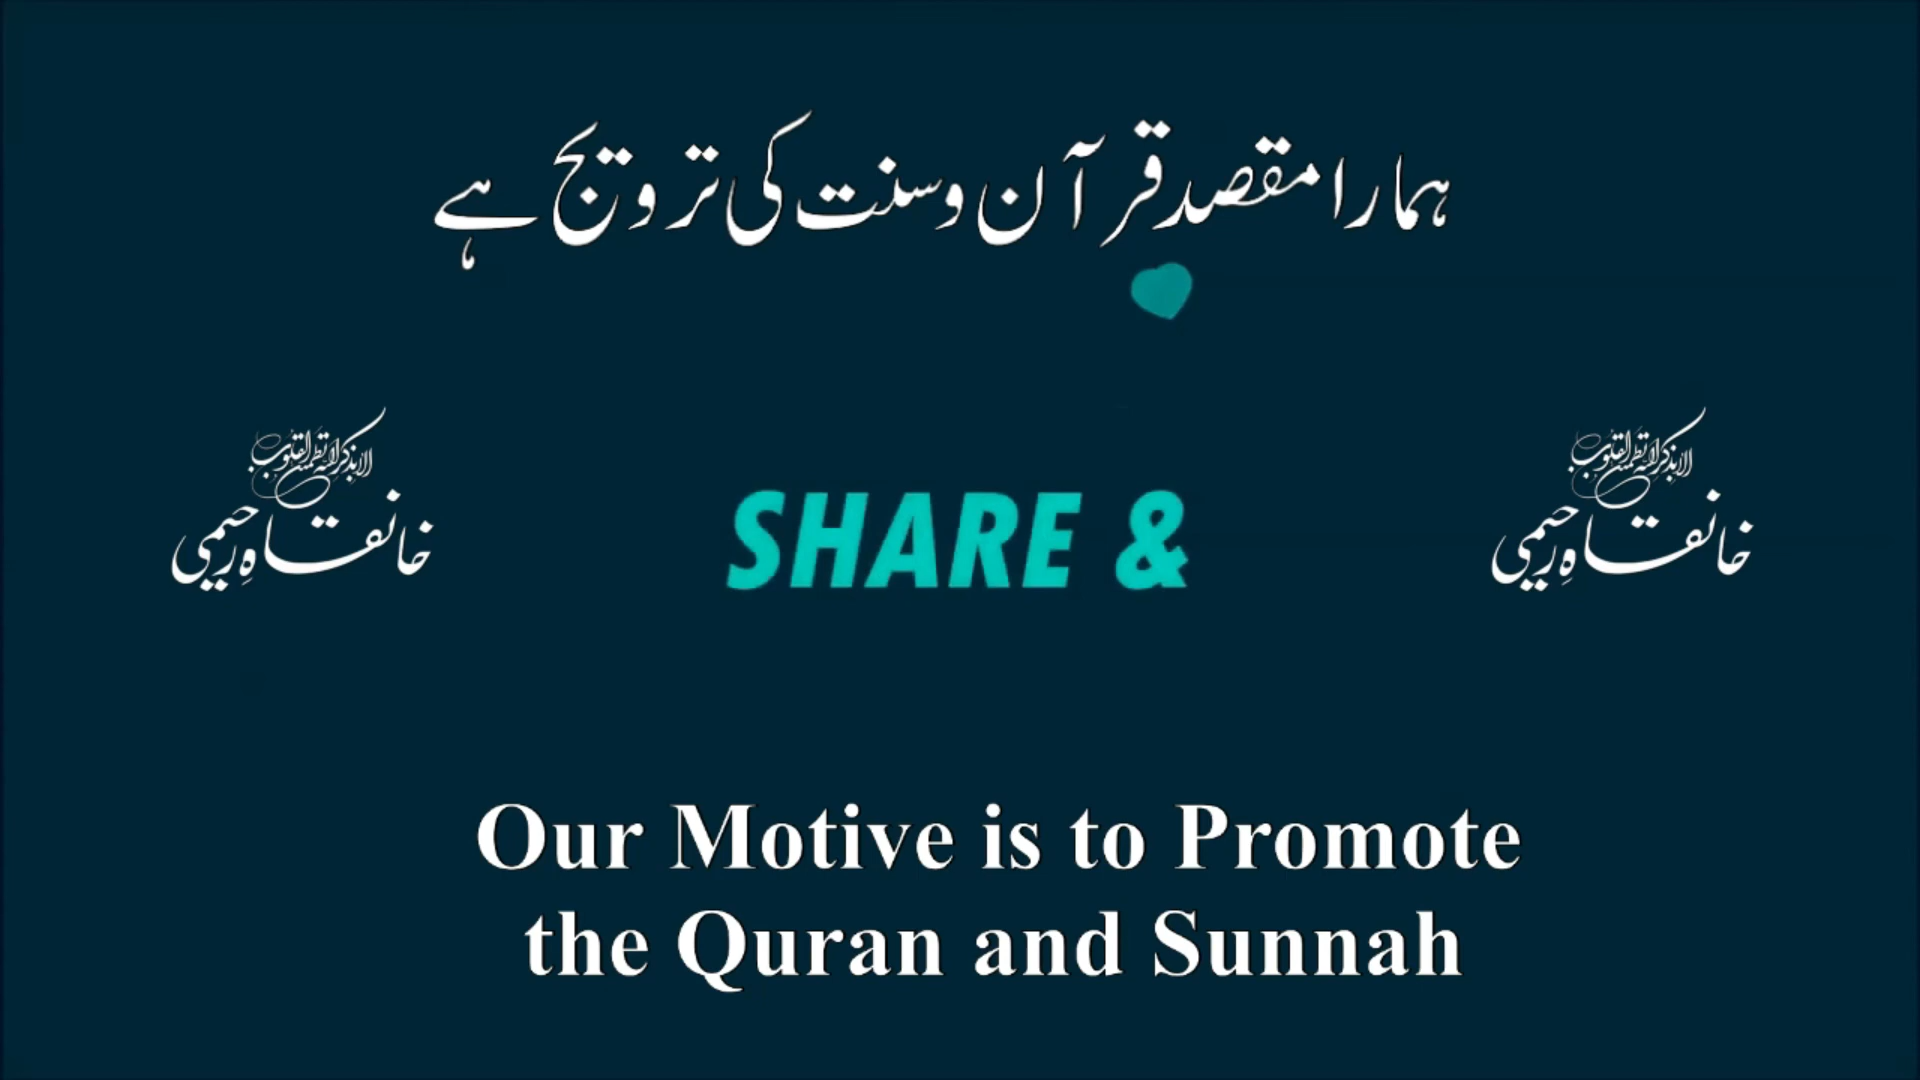 ہمارا مقصد قرآن و سنت کی ترویج ہے
الا بذکر اللہ تطمئن القلوب
خانقاہِ رحیمی
SHARE &
الا بذکر اللہ تطمئن القلوب
خانقاہِ رحیمی
Our Motive is to Promote
the Quran and Sunnah